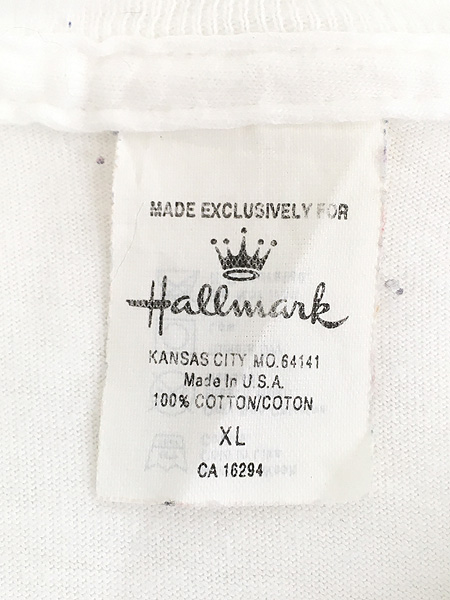 MADE EXCLUSIVELY FOR
Hallmark
KANSAS CITY MO. 64141
Made In U.S.A.
100% COTTON/COTON
XL
CA 16294